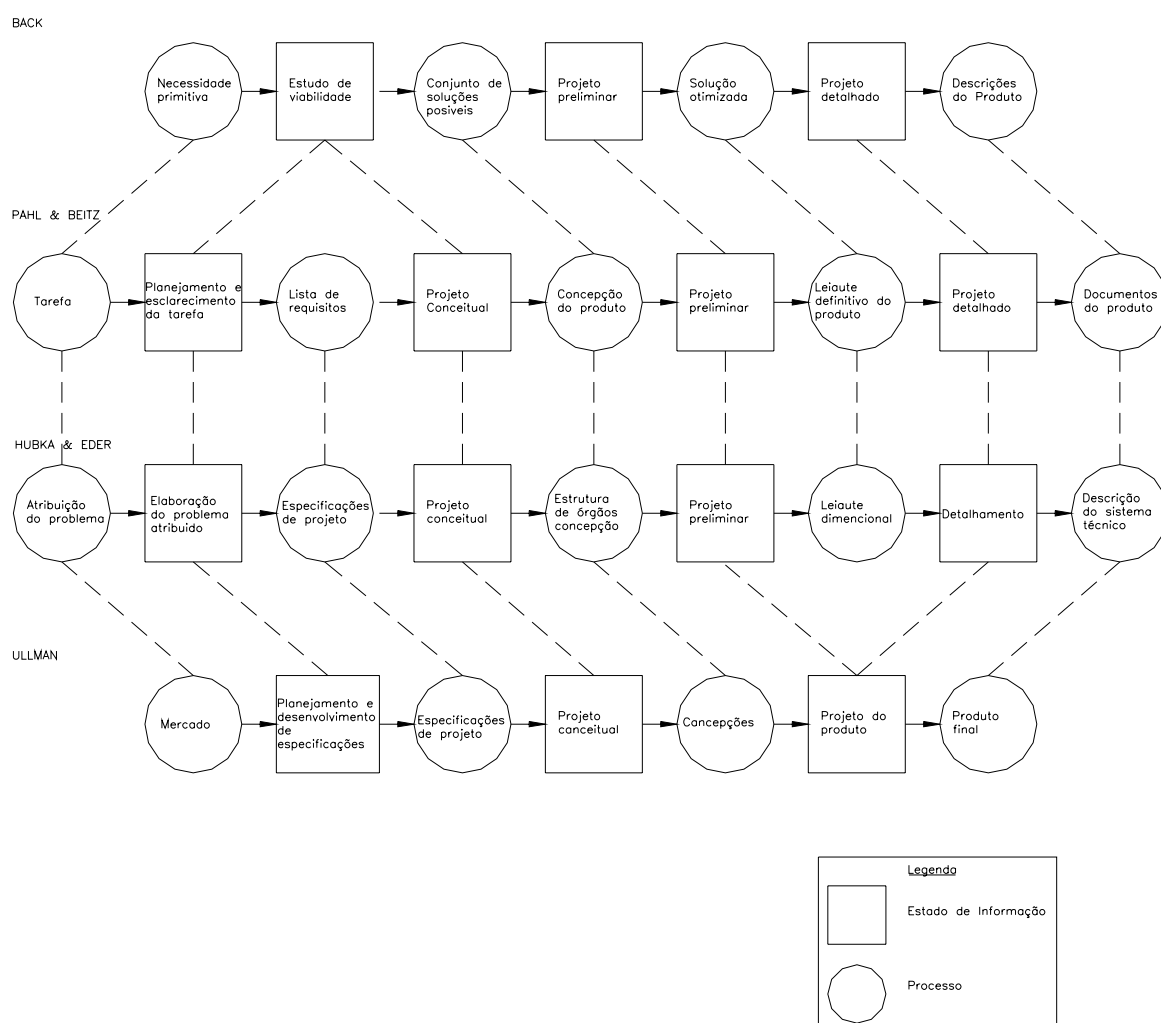 BACK
Necessidade
primitiva
Estudo de
viabilidade
Conjunto de
soluções
posiveis
Projeto
preliminar
Solução
otimizada
Projeto
detalhado
Descrições
do Produto
PAHL & BEITZ
Tarefa
Planejamento e
esclarecimento
da tarefa
Lista de
requisitos
Projeto
Conceitual
Concepção
do produto
Projeto
preliminar
Leiaute
definitivo do
produto
Projeto
detalhado
Documentos
do produto
HUBKA & EDER
Atribuição
do problema
Elaboração
do problema
atribuido
Especificações
de projeto
Projeto
conceitual
Estrutura
de órgãos
concepção
Projeto
preliminar
Leiaute
dimencional
Detalhamento
Descrição
do sistema
técnico
ULLMAN
Mercado
Planejamento e
desenvolvimento
de
especificações
Especificações
de projeto
Projeto
canceitual
Cancepções
Projeto do
produto
Produto
final
Legenda
Estado de Informação
Processo